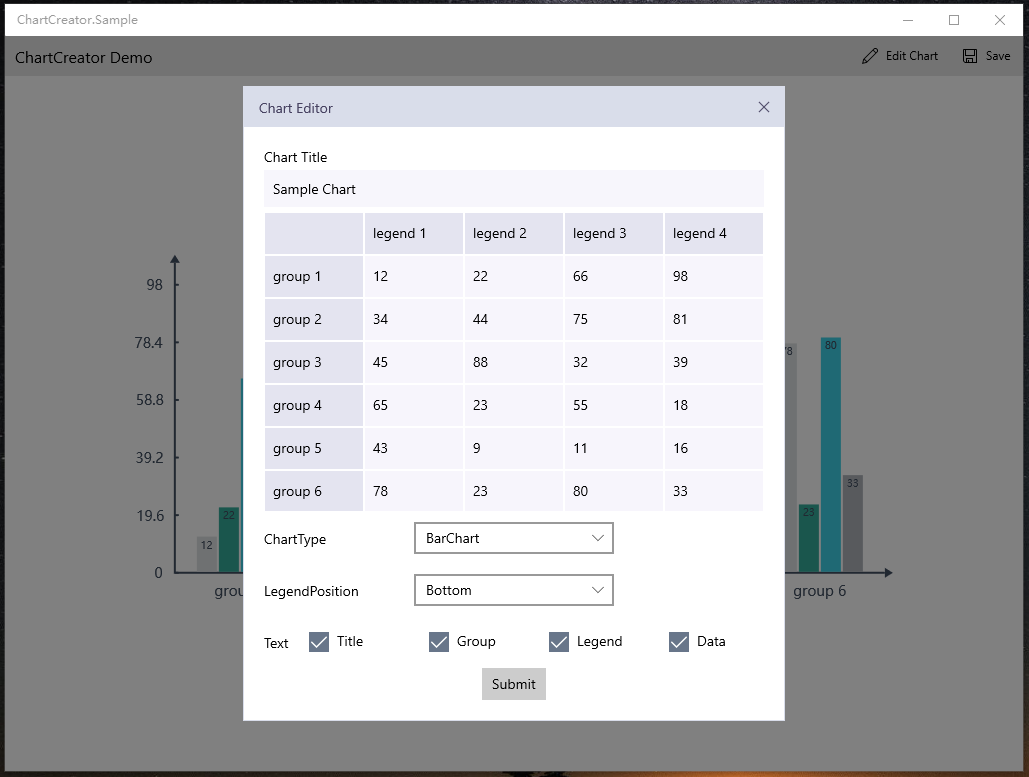 ChartCreator.Sample
ChartCreator Demo
Edit Chart Save
Chart Editor
Chart Title
Sample Chart
legend 1 legend 2 legend 3 legend 4
group 1 12 22 66 98
group 2 34 44 75 81
group 3 45 88 32 39
group 4 65 23 55 18
group 5 43 9 11 16
group 6 78 23 80 33
ChartType BarChart
LegendPosition Bottom
Text Title Group Legend Data
Submit
98
78.4
58.8
39.2
19.6
0
12 22
grou
78 23 80 33
group 6